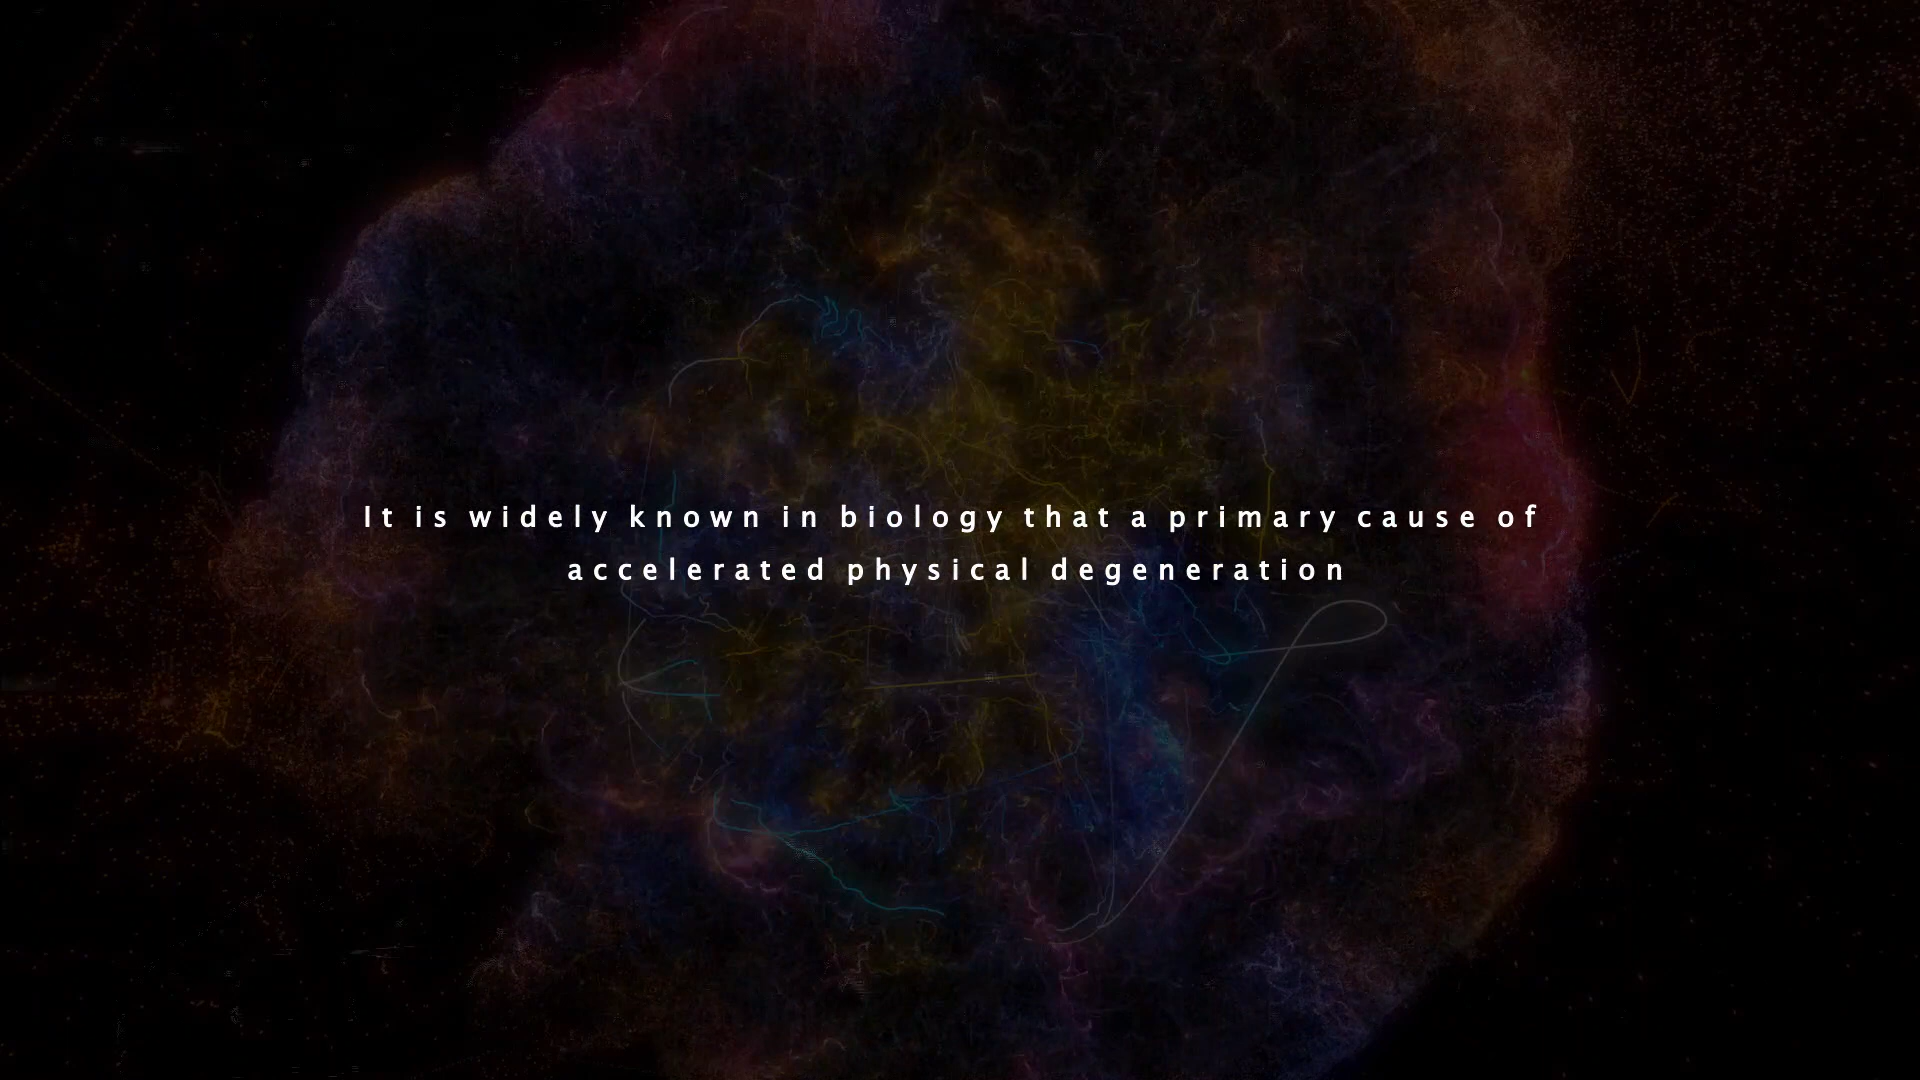 It is widely known in biology that a primary cause of
accelerated physical degeneration